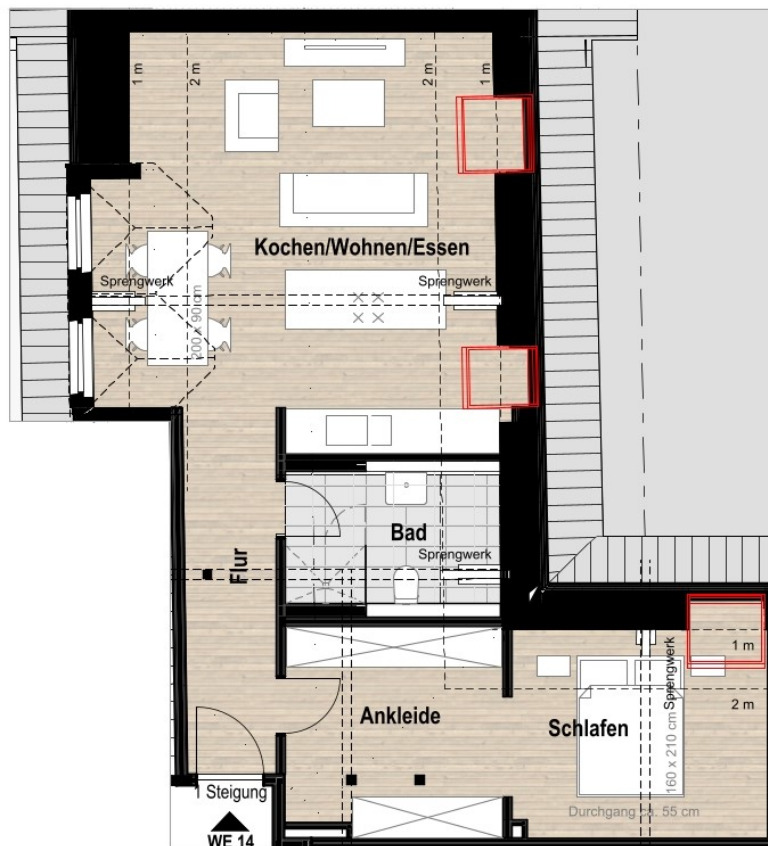 1 m
2 m
2 m
1 m
Kochen/Wohnen/Essen
Sprengwerk
Sprengwerk
200 x 90 cm
Bad
Sprengwerk
Flur
1 m
Sprengwerk
2 m
Ankleide
Schlafen
160 x 210 cm
1 Steigung
Durchgang ca. 55 cm
WE 14